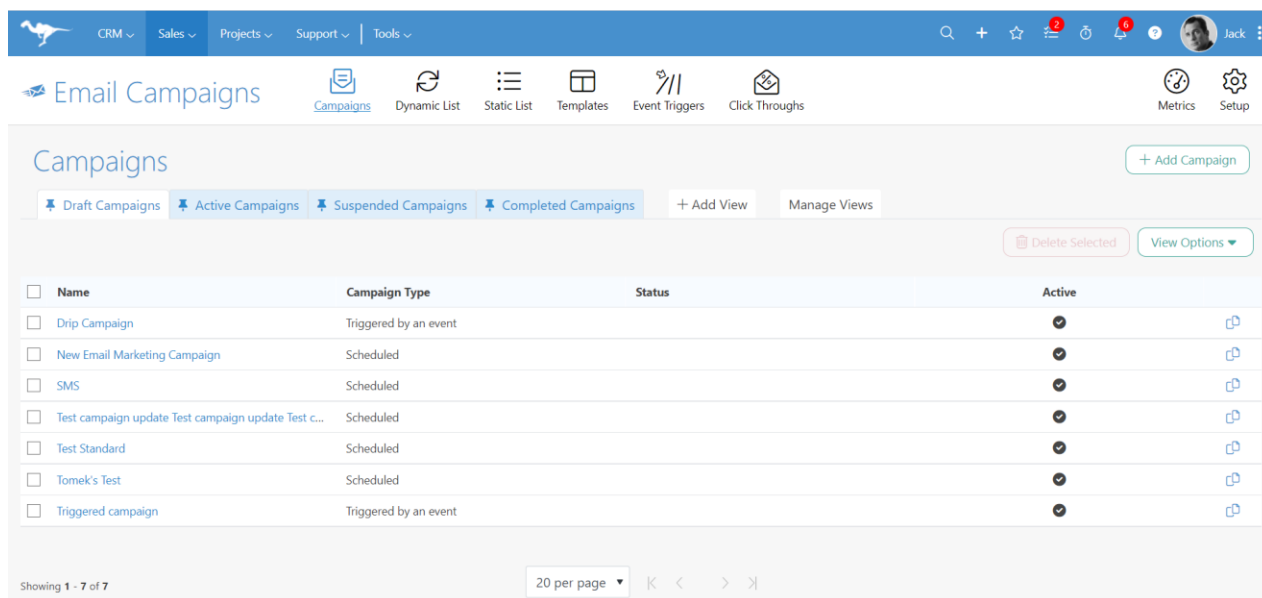 CRM Sales Projects Support Tools 2 6 ? Jack
Email Campaigns Campaigns Dynamic List Static List Templates Event Triggers Click Throughs Metrics Setup
Campaigns + Add Campaign
Draft Campaigns Active Campaigns Suspended Campaigns Completed Campaigns + Add View Manage Views
Delete Selected View Options
Name Campaign Type Status Active
Drip Campaign Triggered by an event
New Email Marketing Campaign Scheduled
SMS Scheduled
Test campaign update Test campaign update Test c... Scheduled
Test Standard Scheduled
Tomek's Test Scheduled
Triggered campaign Triggered by an event
Showing 1 - 7 of 7 20 per page